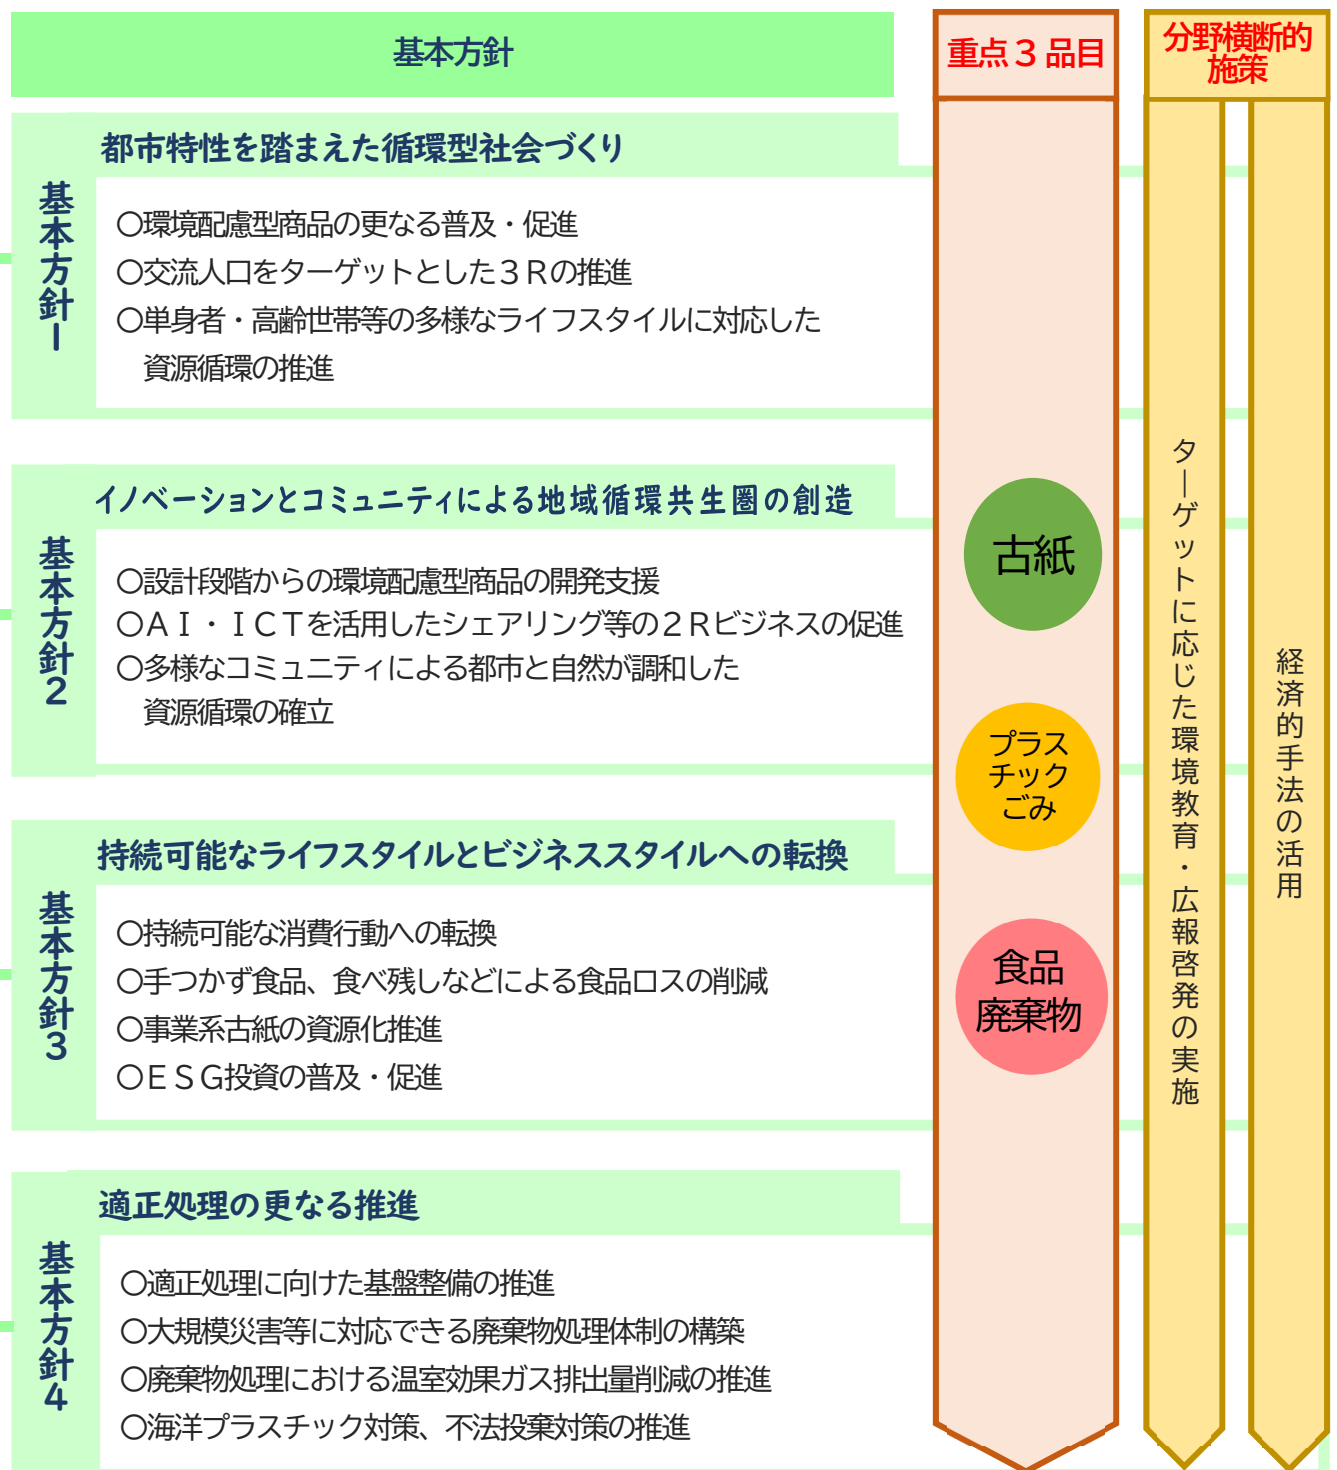 基本方針
重点３品目
分野横断的
施策
基本方針1
都市特性を踏まえた循環型社会づくり
〇環境配慮型商品の更なる普及・促進
〇交流人口をターゲットとした３Ｒの推進
〇単身者・高齢世帯等の多様なライフスタイルに対応した
資源循環の推進
基本方針2
イノベーションとコミュニティによる地域循環共生圏の創造
〇設計段階からの環境配慮型商品の開発支援
〇ＡＩ・ＩＣＴを活用したシェアリング等の２Ｒビジネスの促進
〇多様なコミュニティによる都市と自然が調和した
資源循環の確立
基本方針3
持続可能なライフスタイルとビジネススタイルへの転換
〇持続可能な消費行動への転換
〇手つかず食品、食べ残しなどによる食品ロスの削減
〇事業系古紙の資源化推進
〇ＥＳＧ投資の普及・促進
基本方針4
適正処理の更なる推進
〇適正処理に向けた基盤整備の推進
〇大規模災害等に対応できる廃棄物処理体制の構築
〇廃棄物処理における温室効果ガス排出量削減の推進
〇海洋プラスチック対策、不法投棄対策の推進
古紙
プラス
チック
ごみ
食品
廃棄物
ターゲットに応じた環境教育・広報啓発の実施
経済的手法の活用